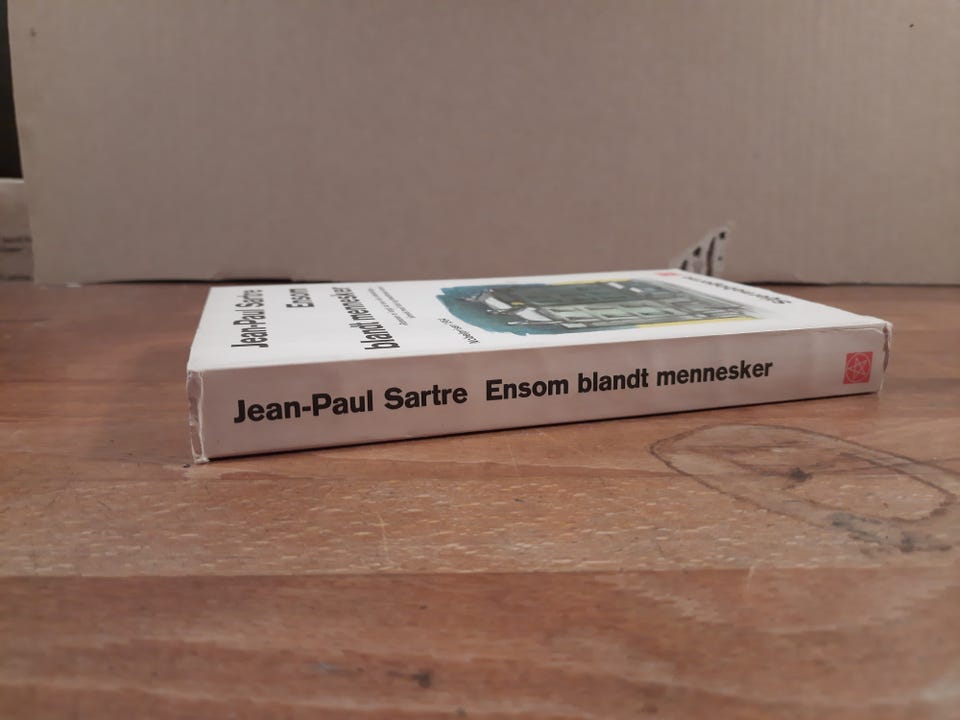 Jean-Paul Sartre Ensom blandt mennesker
Jean-Paul Sartre
Ensom
blandt mennesker